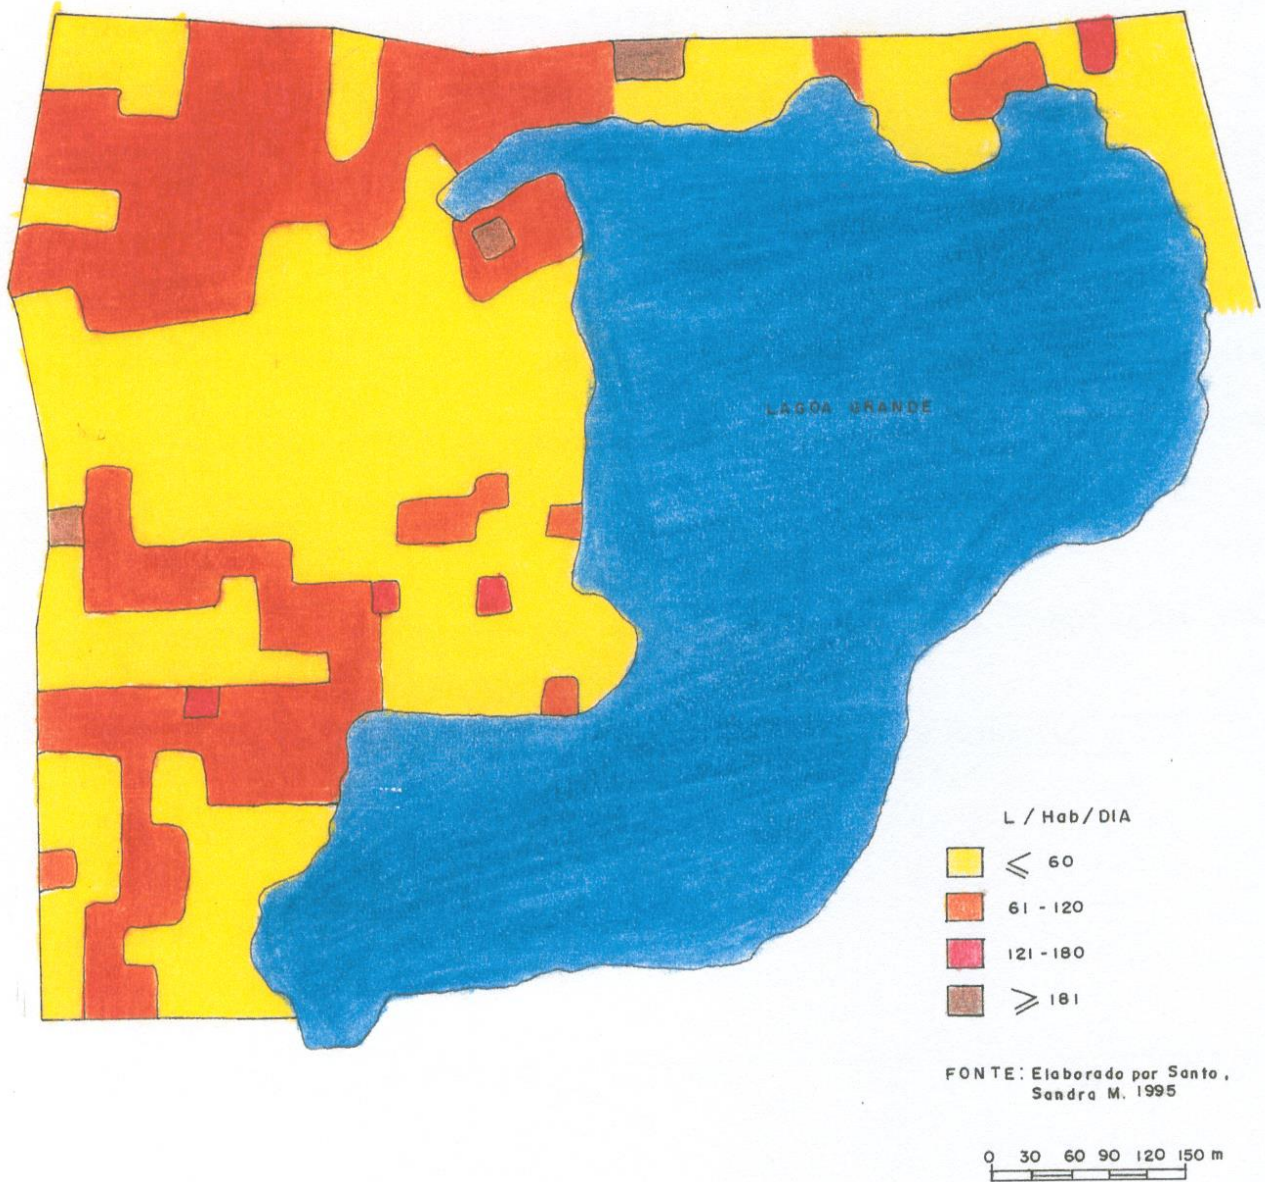 LAGOA GRANDE
L / Hab / DIA
≤ 60
61 - 120
121 - 180
≥ 181
FONTE: Elaborado por Santo,
Sandra M. 1995
0 30 60 90 120 150 m